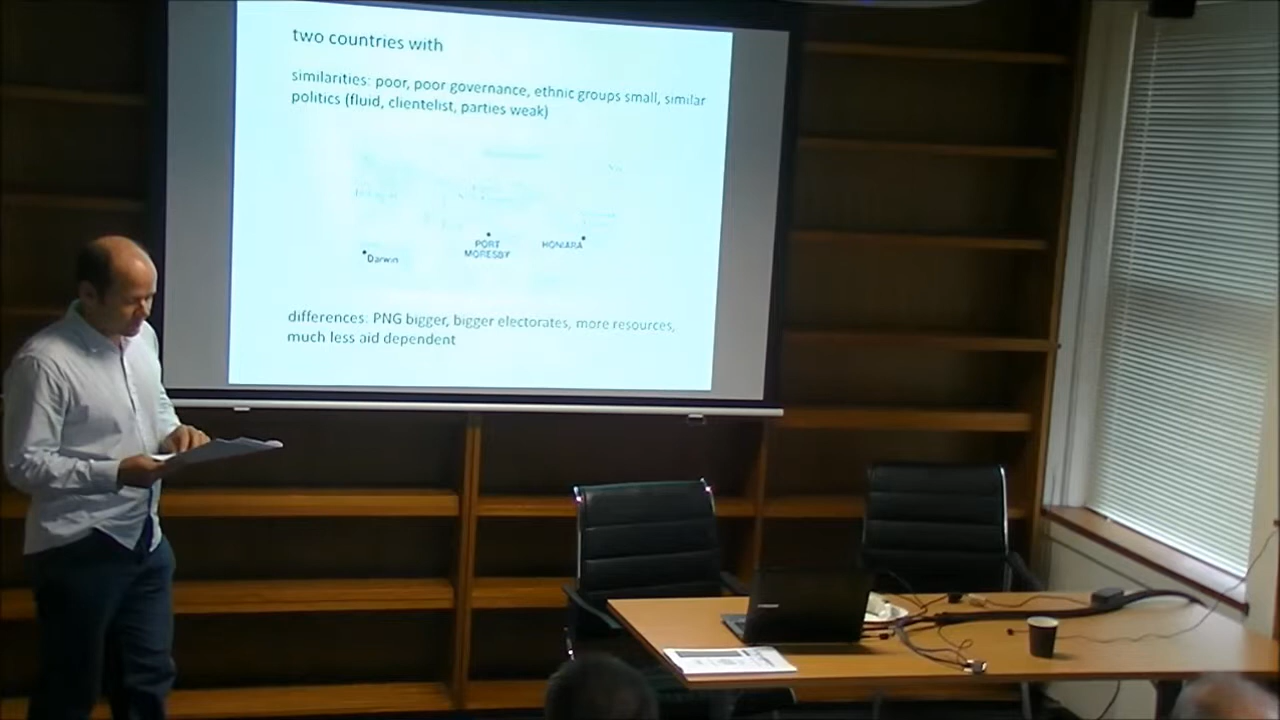 two countries with
similarities: poor, poor governance, ethnic groups small, similar
politics (fluid, clientelist, parties weak)
PORT
MORESBY
HONIARA
Darwin
differences: PNG bigger, bigger electorates, more resources,
much less aid dependent